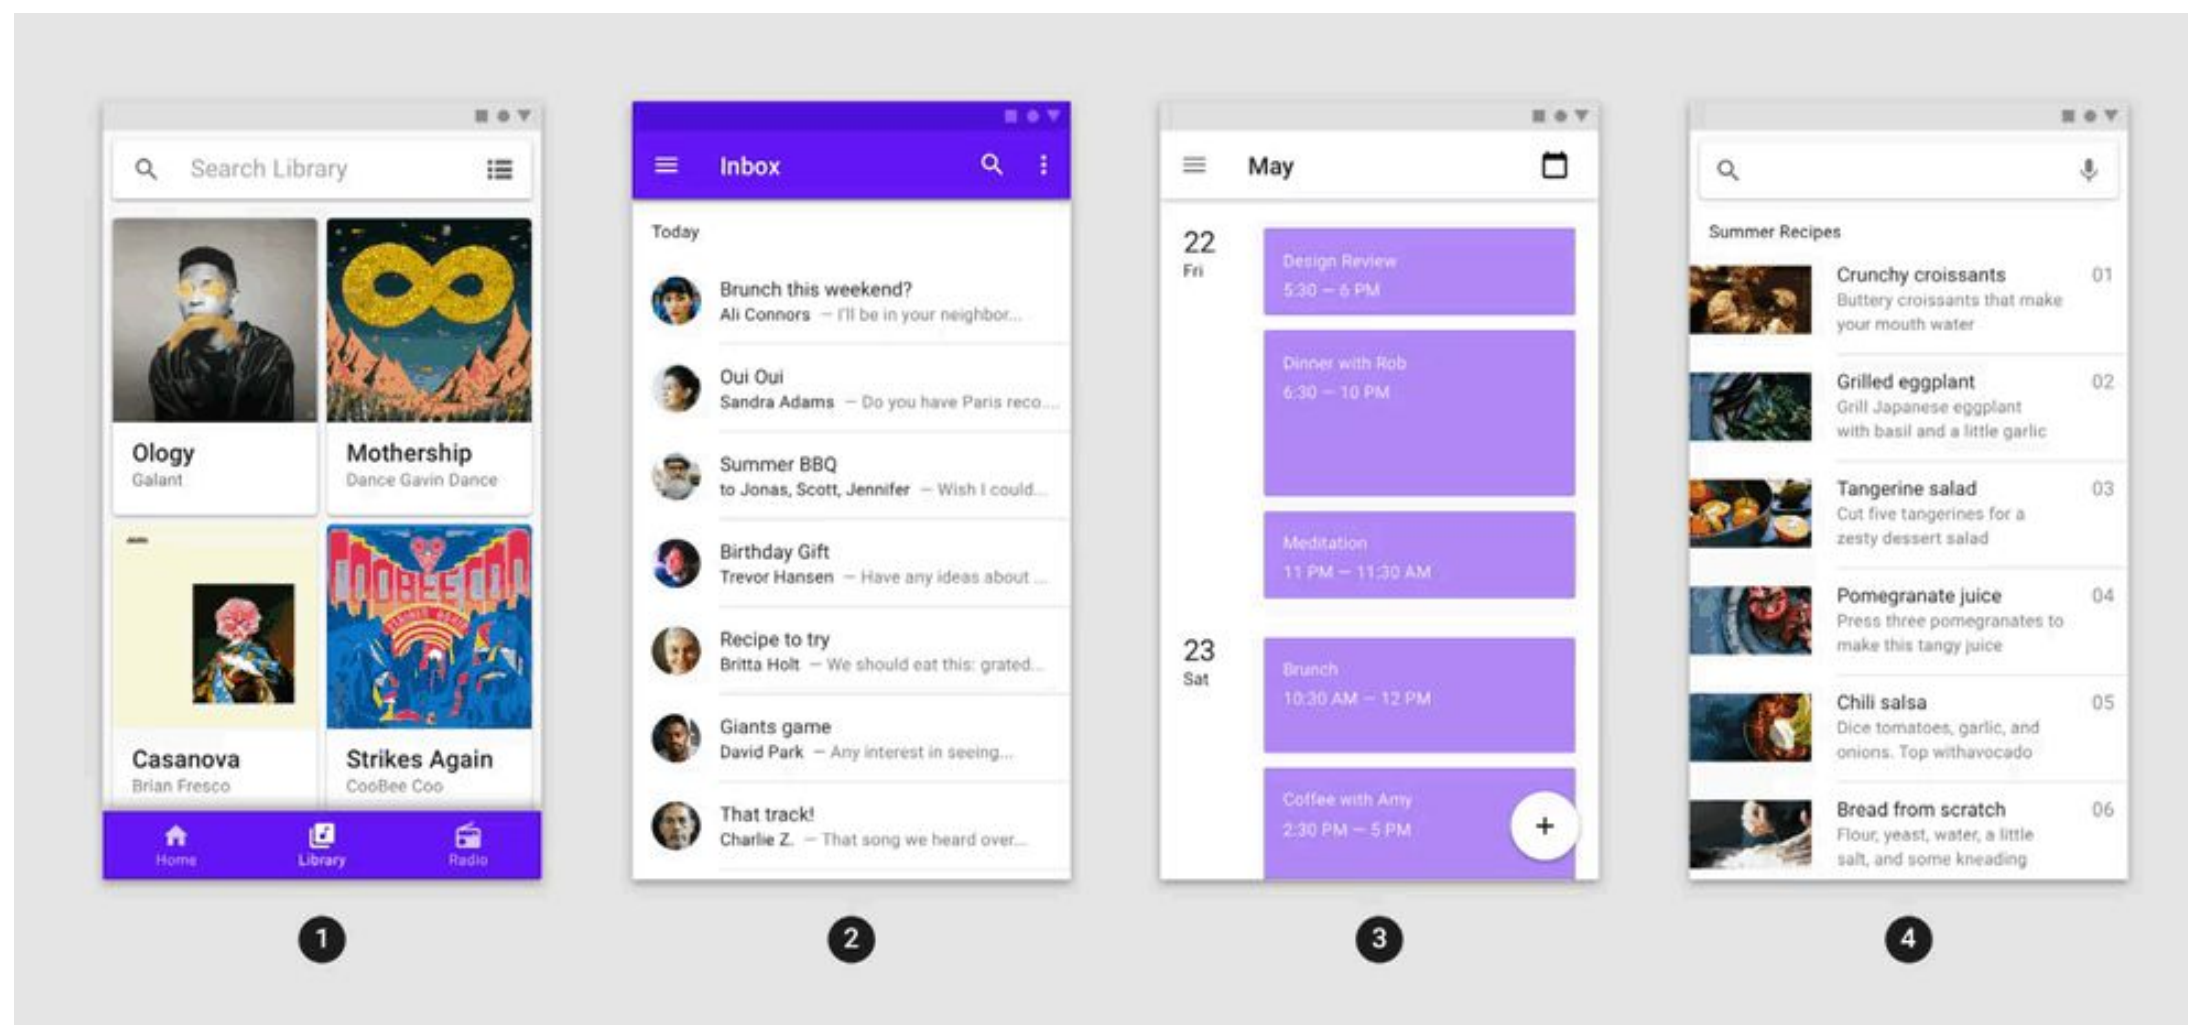 Search Library
Ology
Galant
Mothership
Dance Gavin Dance
COOBEE COO
STRIKES AGAIN
Casanova
Brian Fresco
Strikes Again
CooBee Coo
Home
Library
Radio
1
Inbox
Today
Brunch this weekend?
Ali Connors — I'll be in your neighbor...
Oui Oui
Sandra Adams — Do you have Paris reco....
Summer BBQ
to Jonas, Scott, Jennifer — Wish I could...
Birthday Gift
Trevor Hansen — Have any ideas about ...
Recipe to try
Britta Holt — We should eat this: grated...
Giants game
David Park — Any interest in seeing...
That track!
Charlie Z. — That song we heard over...
2
May
22
Fri
Design Review
5:30 — 6 PM
Dinner with Rob
6:30 — 10 PM
Meditation
11 PM — 11:30 AM
23
Sat
Brunch
10:30 AM — 12 PM
Coffee with Amy
2:30 PM — 5 PM
3
Summer Recipes
Crunchy croissants 01
Buttery croissants that make
your mouth water
Grilled eggplant 02
Grill Japanese eggplant
with basil and a little garlic
Tangerine salad 03
Cut five tangerines for a
zesty dessert salad
Pomegranate juice 04
Press three pomegranates to
make this tangy juice
Chili salsa 05
Dice tomatoes, garlic, and
onions. Top withavocado
Bread from scratch 06
Flour, yeast, water, a little
salt, and some kneading
4